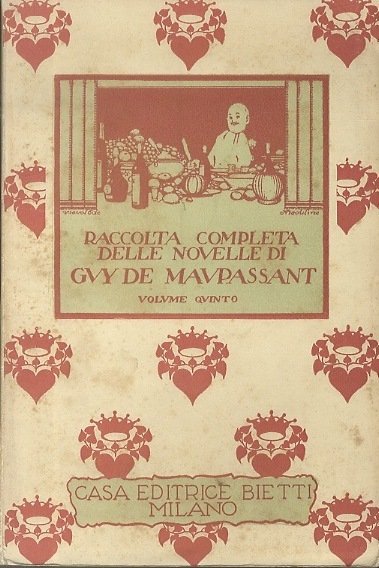 RACCOLTA COMPLETA
DELLE NOVELLE DI
GVY DE MAVPASSANT
VOLVME QVINTO
CASA EDITRICE BIETTI
MILANO